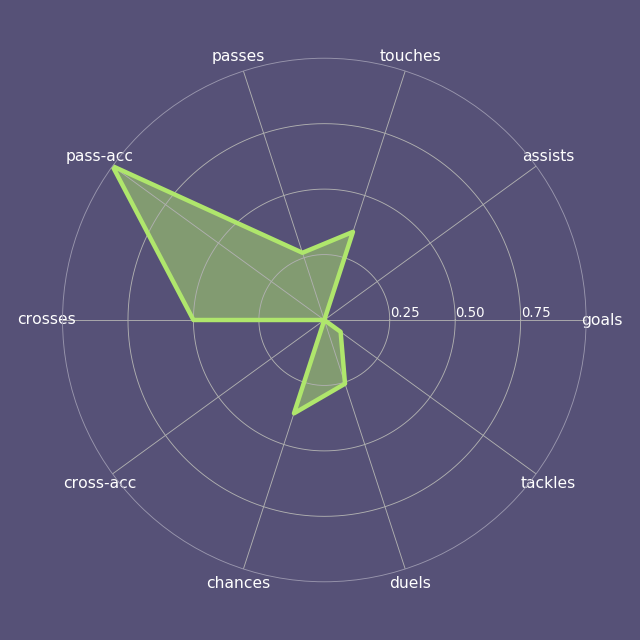 passes touches
pass-acc assists
crosses 0.25 0.50 0.75 goals
cross-acc tackles
chances duels